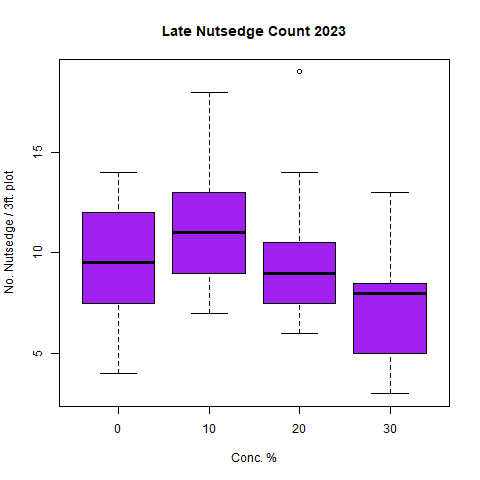 Late Nutsedge Count 2023
No. Nutsedge / 3ft. plot
15
10
5
0 10 20 30
Conc. %